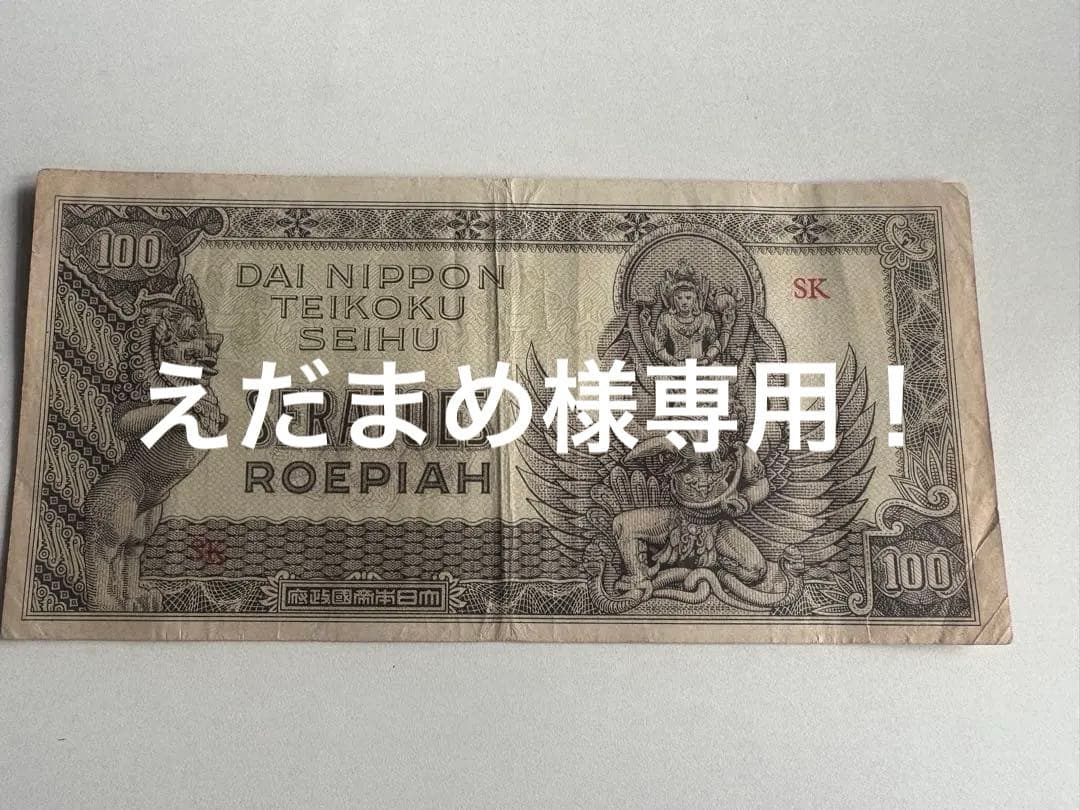 100
DAI NIPPON
TEIKOKU
SEIHU
SK
えだまめ様専用！
ROEPIAH
SK
府政國帝本日大
100